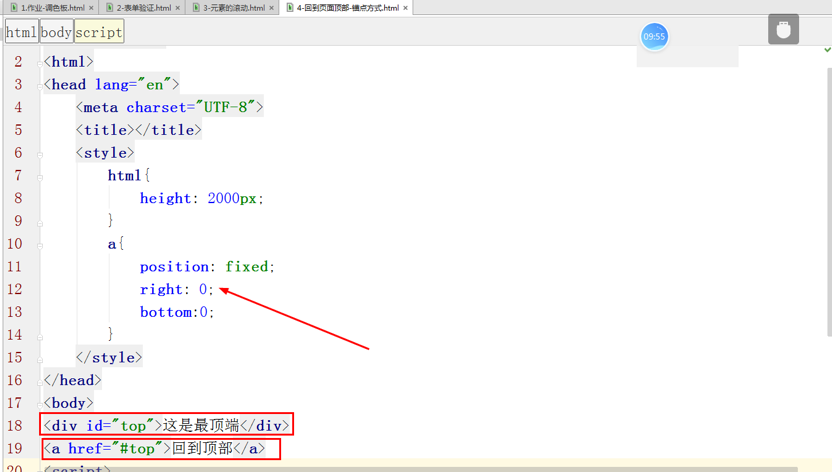 1.作业-调色板.html × 2-表单验证.html × 3-元素的滚动.html × 4-回到页面顶部-锚点方式.html ×
html body script
09:55
2 <html>
3 <head lang="en">
4 <meta charset="UTF-8">
5 <title></title>
6 <style>
7 html{
8 height: 2000px;
9 }
10 a{
11 position: fixed;
12 right: 0;
13 bottom:0;
14 }
15 </style>
16 </head>
17 <body>
18 <div id="top">这是最顶端</div>
19 <a href="#top">回到顶部</a>
20 <script>